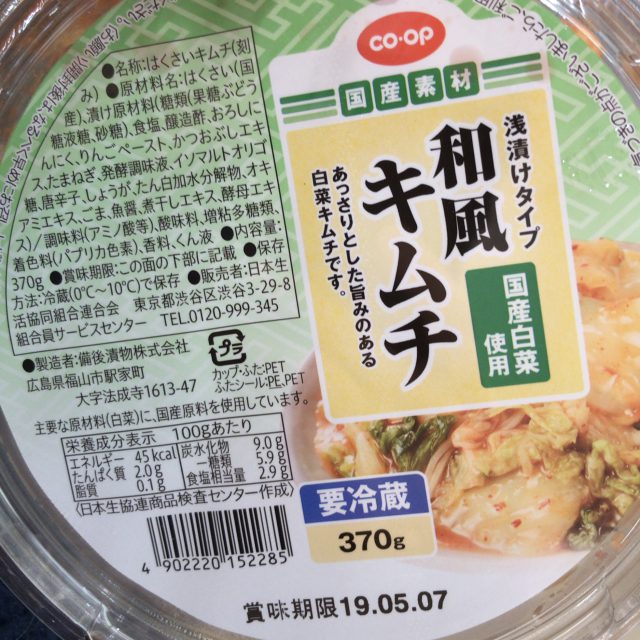 co·op
国産素材
浅漬けタイプ
和風
キムチ
あっさりとした旨みのある
白菜キムチです。
国産白菜
使用
●名称:はくさいキムチ(刻
み) ●原材料名:はくさい(国
産)、漬け原材料(糖類(果糖ぶどう
糖液糖、砂糖)、食塩、醸造酢、おろしに
んにく、りんごペースト、かつおぶしエキ
ス、たまねぎ、発酵調味液、イソマルトオリゴ
糖、唐辛子、しょうが、たん白加水分解物、オキ
アミエキス、ごま、魚醤、煮干しエキス、酵母エキ
ス)/調味料(アミノ酸等)、酸味料、増粘多糖類、
着色料(パプリカ色素)、香料、くん液 ●内容量:
370g ●賞味期限:この面の下部に記載 ●保存
方法:冷蔵(0℃~10℃)で保存 ●販売者:日本生
活協同組合連合会 東京都渋谷区渋谷3-29-8
組合員サービスセンター TEL.0120-999-345
●製造者:備後漬物株式会社
広島県福山市駅家町
大字法成寺1613-47
プラ
カップ・ふた:PET
ふたシール:PE,PET
主要な原材料(白菜)に、国産原料を使用しています。
栄養成分表示 100gあたり
エネルギー 45kcal 炭水化物 9.0g
たんぱく質 2.0g ー糖類 5.9g
脂質 0.1g 食塩相当量 2.9g
〈日本生協連商品検査センター作成〉
要冷蔵
370g
4 902220 152285
賞味期限19.05.07